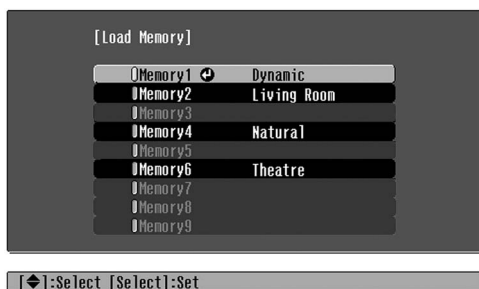 [Load Memory]
Memory1 Dynamic
Memory2 Living Room
Memory3
Memory4 Natural
Memory5
Memory6 Theatre
Memory7
Memory8
Memory9
[◆]:Select [Select]:Set